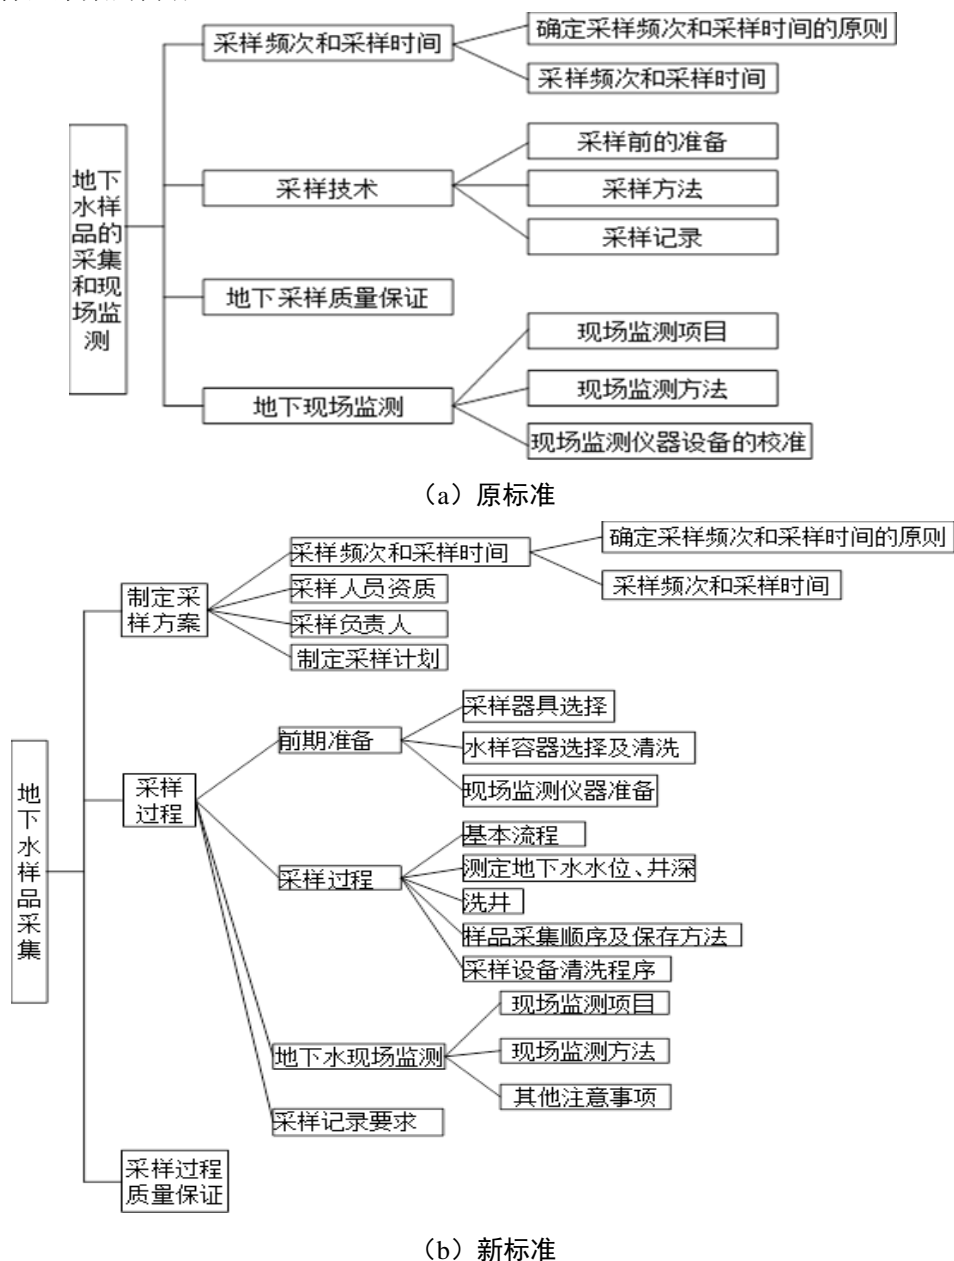 采样频次和采样时间
确定采样频次和采样时间的原则
采样频次和采样时间
地下
水样
品的
采集
和现
场监
测
采样技术
采样前的准备
采样方法
采样记录
地下采样质量保证
地下现场监测
现场监测项目
现场监测方法
现场监测仪器设备的校准
（a）原标准
地
下
水
样
品
采
集
制定采
样方案
采样频次和采样时间
确定采样频次和采样时间的原则
采样频次和采样时间
采样人员资质
采样负责人
制定采样计划
采样
过程
前期准备
采样器具选择
水样容器选择及清洗
现场监测仪器准备
采样过程
基本流程
测定地下水水位、井深
洗井
样品采集顺序及保存方法
采样设备清洗程序
地下水现场监测
现场监测项目
现场监测方法
其他注意事项
采样记录要求
采样过程
质量保证
（b）新标准